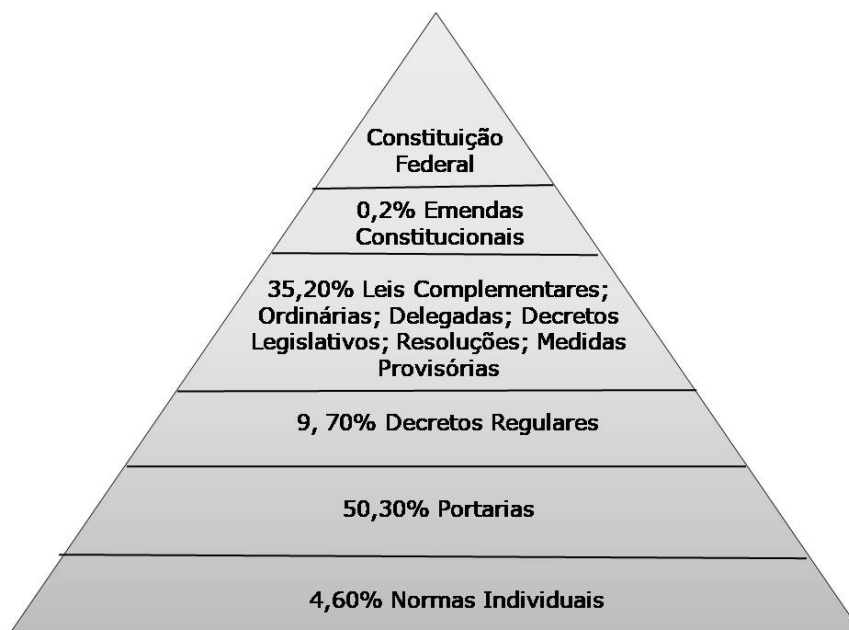 Constituição
Federal
0,2% Emendas
Constitucionais
35,20% Leis Complementares;
Ordinárias; Delegadas; Decretos
Legislativos; Resoluções; Medidas
Provisórias
9, 70% Decretos Regulares
50,30% Portarias
4,60% Normas Individuais